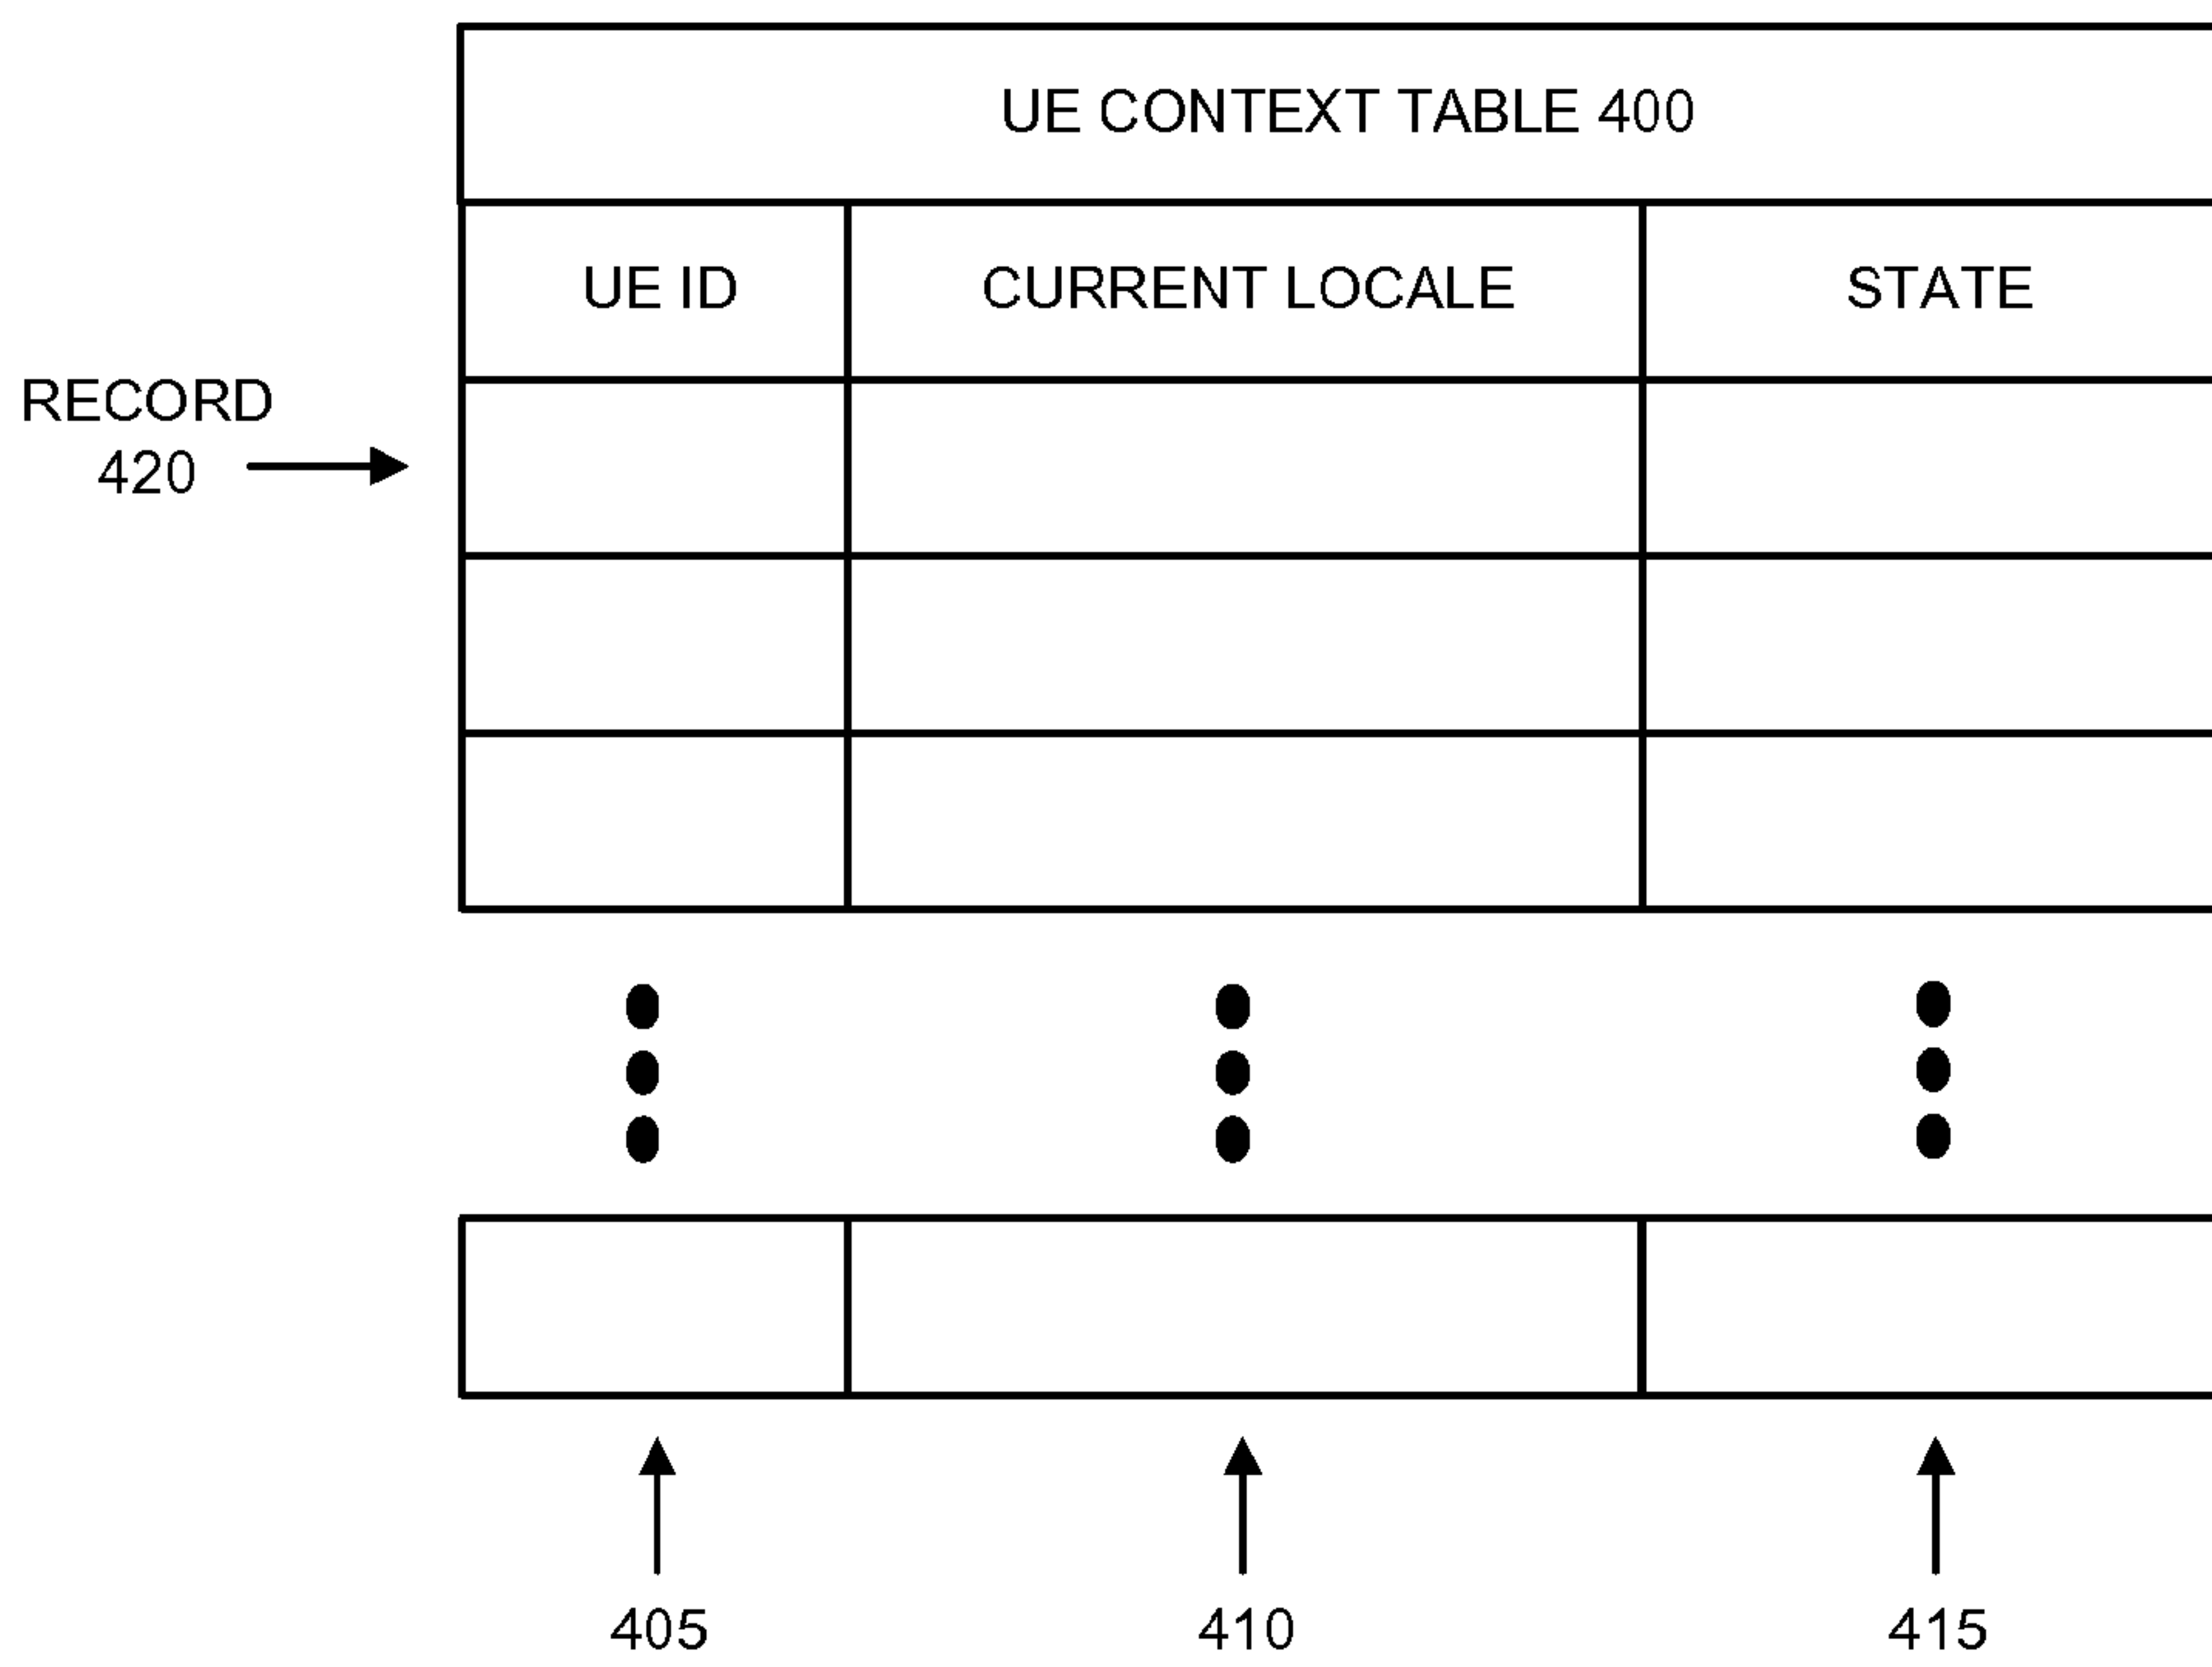 UE CONTEXT TABLE 400
UE ID
CURRENT LOCALE
STATE
RECORD
420
405
410
415